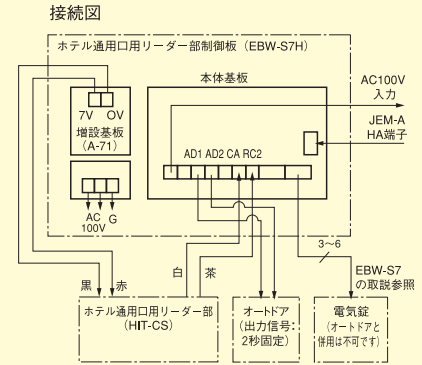 接続図
ホテル通用口用リーダー部制御板（EBW-S7H）
本体基板
AC100V
入力
7V 0V
増設基板
（A-71）
JEM-A
HA端子
AD1 AD2 CA RC2
AC
100V
G
3〜6
白
茶
EBW-S7
の取説参照
黒
赤
ホテル通用口用リーダー部
（HIT-CS）
オートドア
（出力信号：
2秒固定）
電気錠
（オートドアと
併用は不可です）